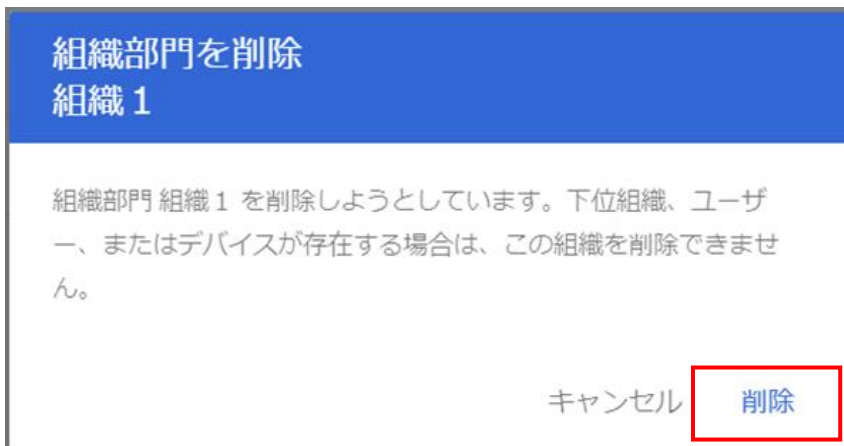 組織部門を削除
組織１
組織部門 組織１ を削除しようとしています。下位組織、ユーザ
ー、またはデバイスが存在する場合は、この組織を削除できませ
ん。
キャンセル 削除